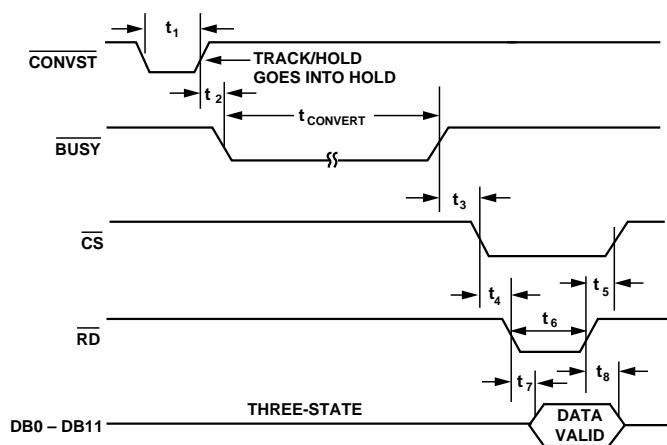 t1
CONVST
TRACK/HOLD
GOES INTO HOLD
t2
tCONVERT
BUSY
t3
CS
t4
t5
t6
RD
t7
t8
THREE-STATE
DB0 – DB11
DATA
VALID